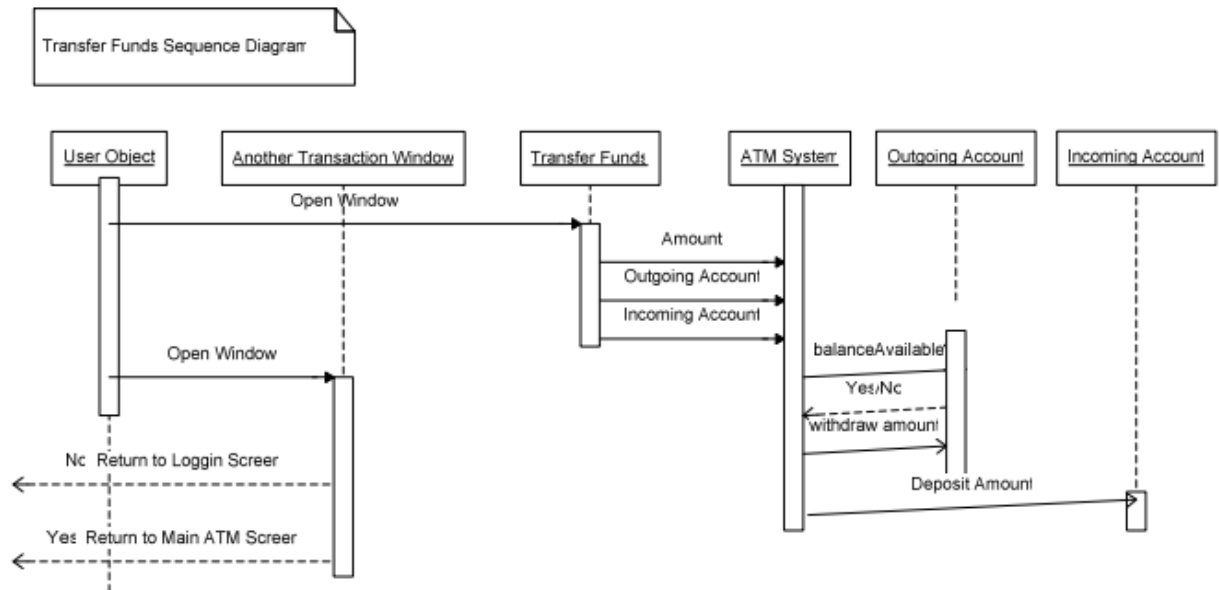 Transfer Funds Sequence Diagram
User Object
Another Transaction Window
Transfer Funds
ATM System
Outgoing Account
Incoming Account
Open Window
Amount
Outgoing Account
Incoming Account
Open Window
balanceAvailable
Yes/No
withdraw amount
No Return to Loggin Screen
Deposit Amount
Yes Return to Main ATM Screen